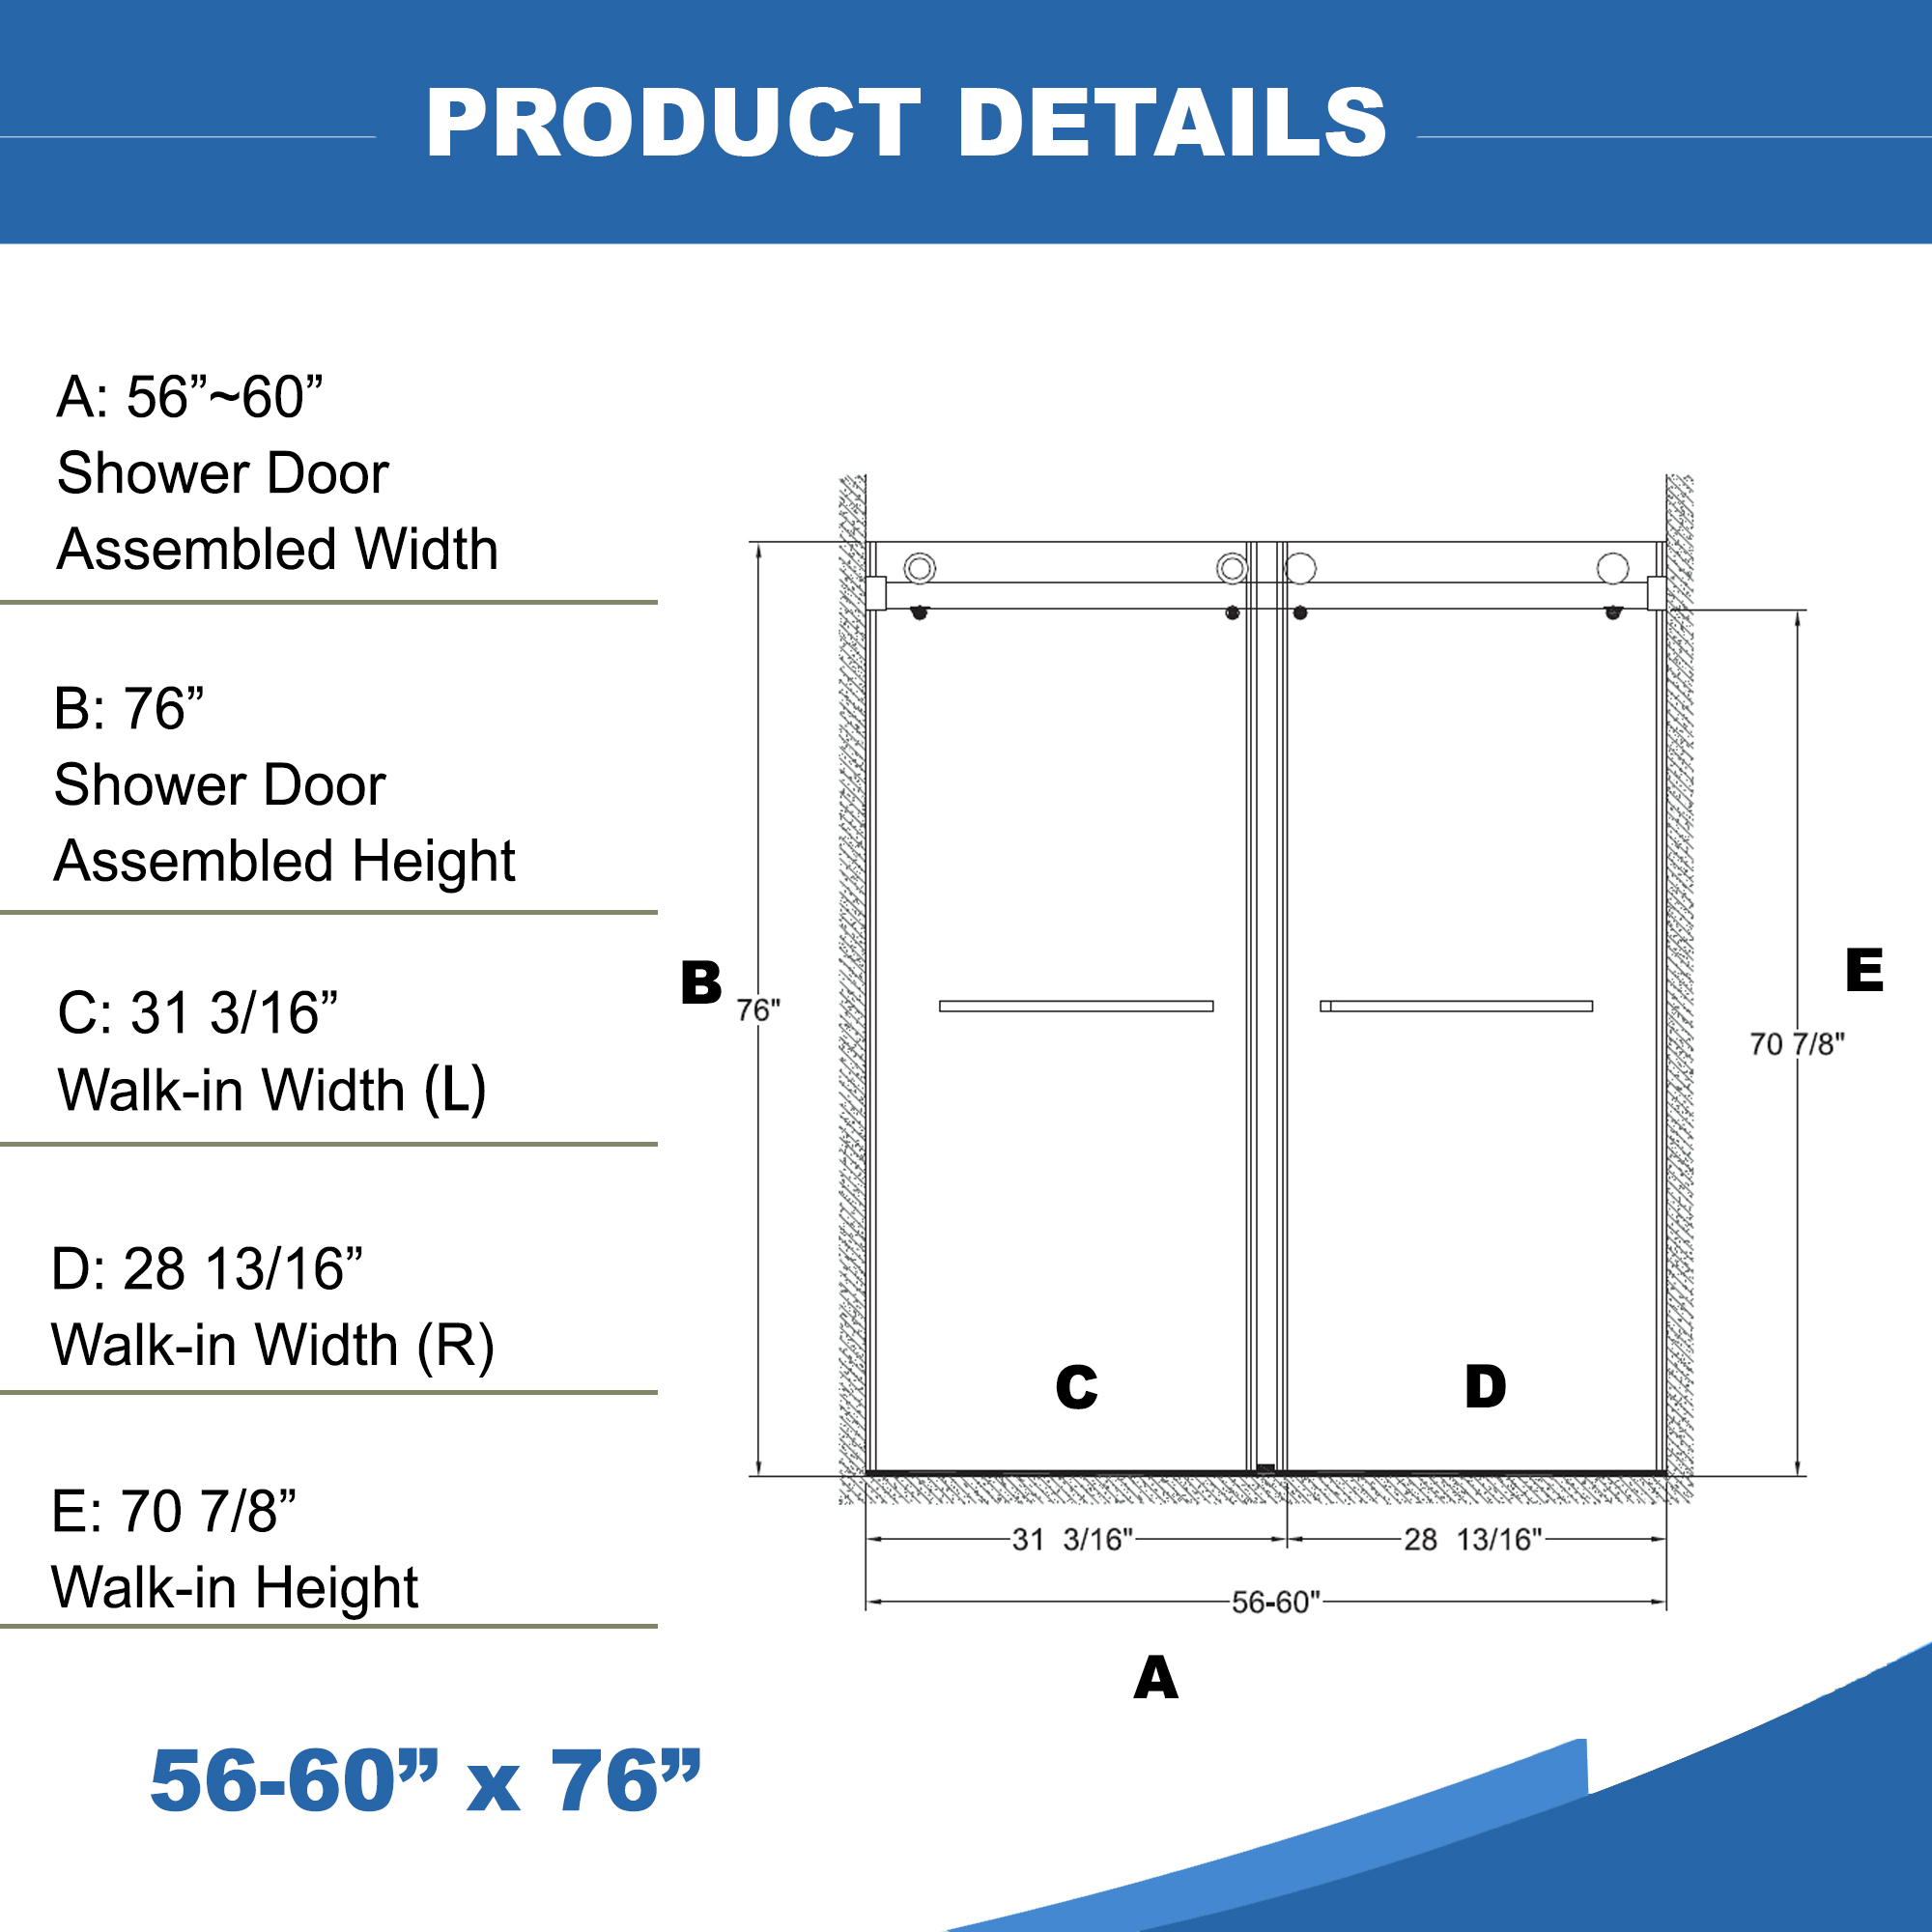 PRODUCT DETAILS
A: 56”~60”
Shower Door
Assembled Width
B: 76”
Shower Door
Assembled Height
C: 31 3/16”
Walk-in Width (L)
D: 28 13/16”
Walk-in Width (R)
E: 70 7/8”
Walk-in Height
56-60” x 76”
B
76"
E
70 7/8"
C
D
31 3/16"
28 13/16"
56-60"
A